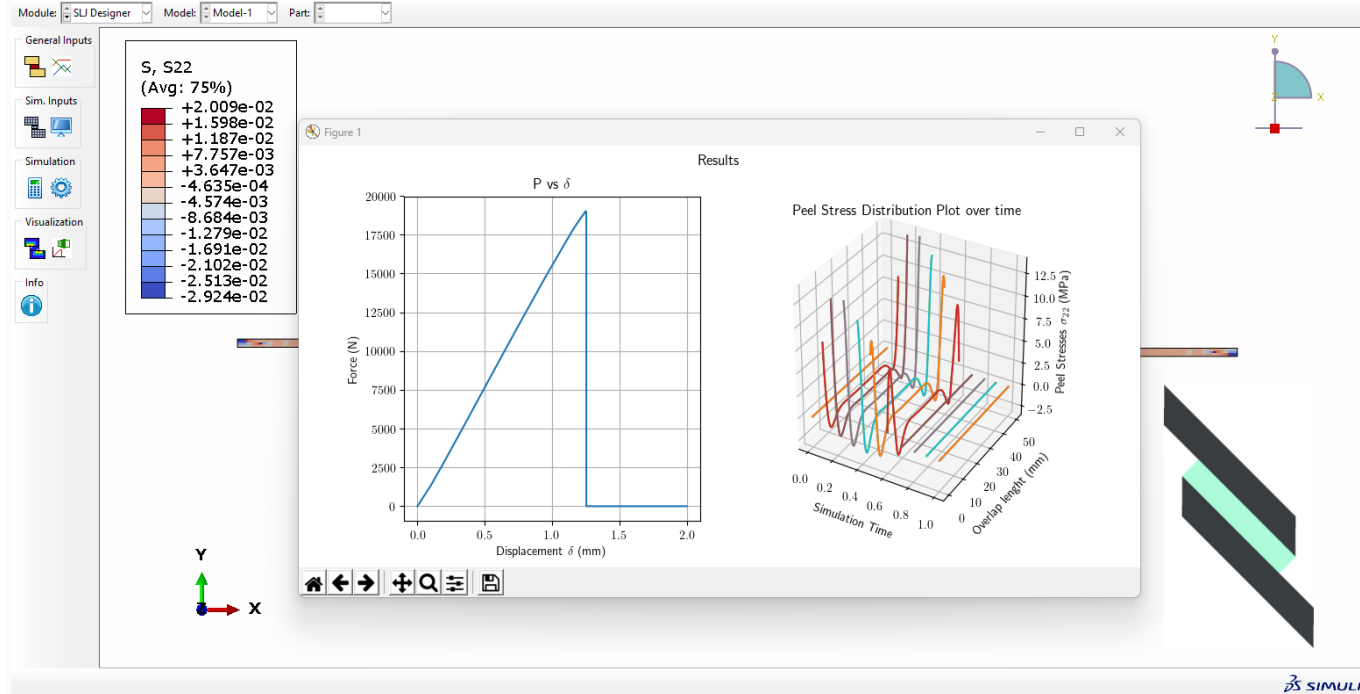 Module: SLJ Designer Model: Model-1 Part:
General Inputs
Sim. Inputs
Simulation
Visualization
Info
S, S22
(Avg: 75%)
+2.009e-02
+1.598e-02
+1.187e-02
+7.757e-03
+3.647e-03
-4.635e-04
-4.574e-03
-8.684e-03
-1.279e-02
-1.691e-02
-2.102e-02
-2.513e-02
-2.924e-02
Y
Z X
Figure 1
Results
P vs δ
20000
17500
15000
12500
10000
7500
5000
2500
0
Force (N)
0.0 0.5 1.0 1.5 2.0
Displacement δ (mm)
Peel Stress Distribution Plot over time
12.5
10.0
7.5
5.0
2.5
0.0
−2.5
Peel Stresses σ22 (MPa)
0.0 0.2 0.4 0.6 0.8 1.0
Simulation Time
0 10 20 30 40 50
Overlap lenght (mm)
Y
Z X
SIMULI